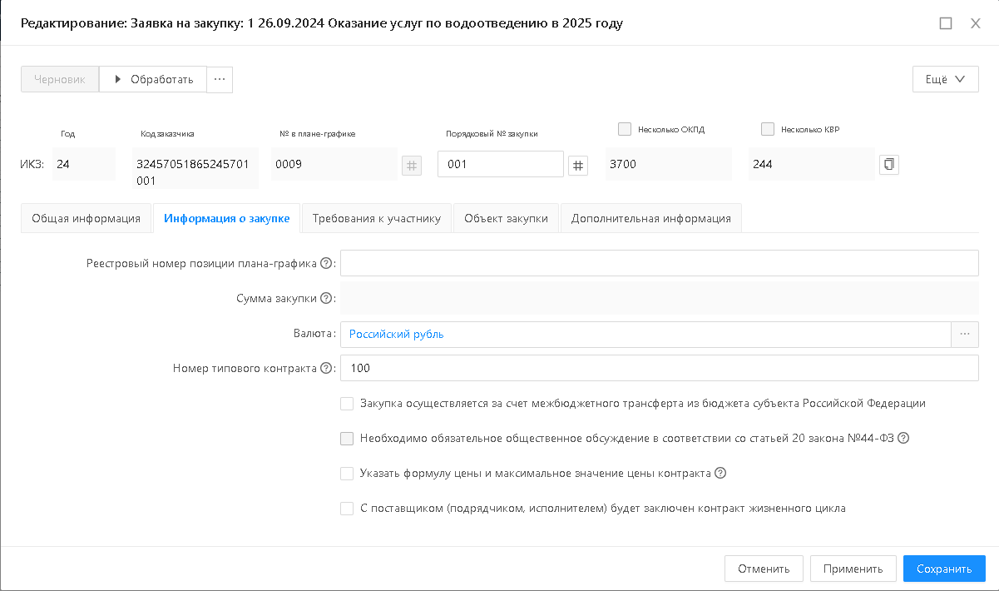 Редактирование: Заявка на закупку: 1 26.09.2024 Оказание услуг по водоотведению в 2025 году
Черновик
Обработать
...
Ещё
Год
Код заказчика
№ в плане-графике
Порядковый № закупки
Несколько ОКПД
Несколько КВР
ИКЗ:
24
32457051865245701
001
0009
#
001
#
3700
244
Общая информация
Информация о закупке
Требования к участнику
Объект закупки
Дополнительная информация
Реестровый номер позиции плана-графика ?:
Сумма закупки ?:
Валюта:
Российский рубль
...
Номер типового контракта ?:
100
Закупка осуществляется за счет межбюджетного трансферта из бюджета субъекта Российской Федерации
Необходимо обязательное общественное обсуждение в соответствии со статьей 20 закона №44-ФЗ ?
Указать формулу цены и максимальное значение цены контракта ?
С поставщиком (подрядчиком, исполнителем) будет заключен контракт жизненного цикла
Отменить
Применить
Сохранить